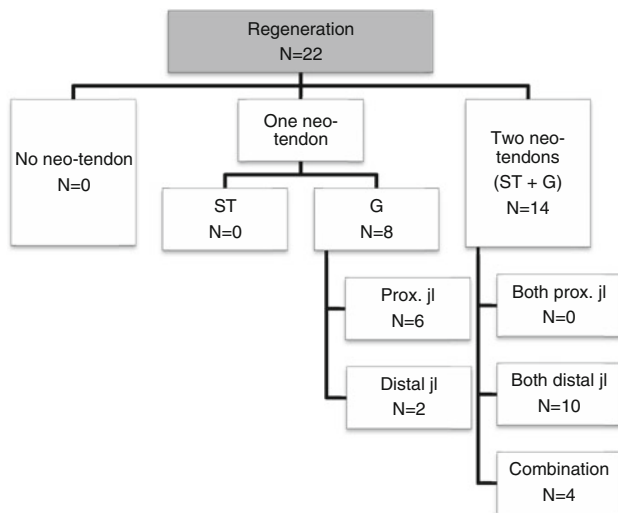 Regeneration
N=22
No neo-tendon
N=0
One neo-
tendon
ST
N=0
G
N=8
Prox. jl
N=6
Distal jl
N=2
Two neo-
tendons
(ST + G)
N=14
Both prox. jl
N=0
Both distal jl
N=10
Combination
N=4